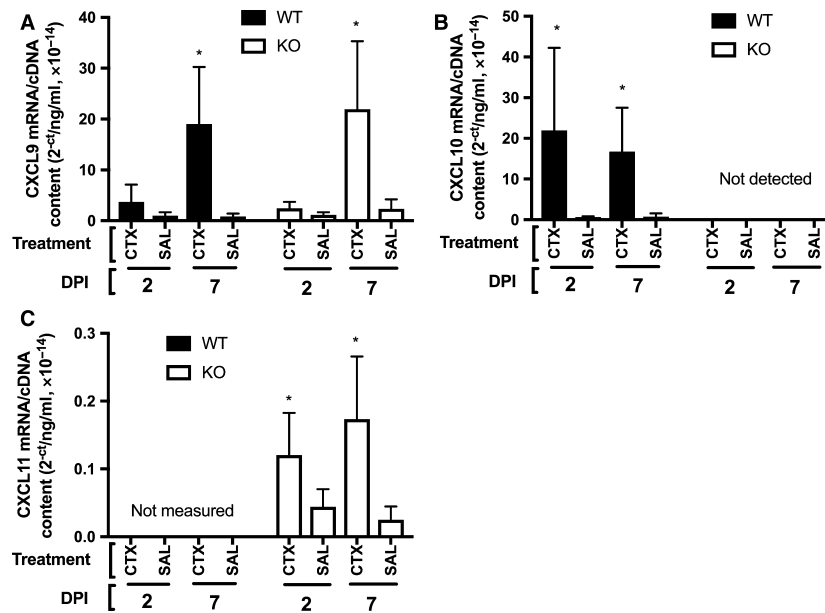 A
CXCL9 mRNA/cDNA
content (2-ct/ng/ml, ×10−14)
40
30
20
10
0
WT
KO
*
*
Treatment
CTX
SAL
CTX
SAL
CTX
SAL
CTX
SAL
DPI
2
7
2
7
B
CXCL10 mRNA/cDNA
content (2-ct/ng/ml, ×10−14)
50
40
30
20
10
0
WT
KO
*
*
Not detected
Treatment
CTX
SAL
CTX
SAL
CTX
SAL
CTX
SAL
DPI
2
7
2
7
C
CXCL11 mRNA/cDNA
content (2-ct/ng/ml, ×10−14)
0.3
0.2
0.1
0.0
WT
KO
*
*
Not measured
Treatment
CTX
SAL
CTX
SAL
CTX
SAL
CTX
SAL
DPI
2
7
2
7